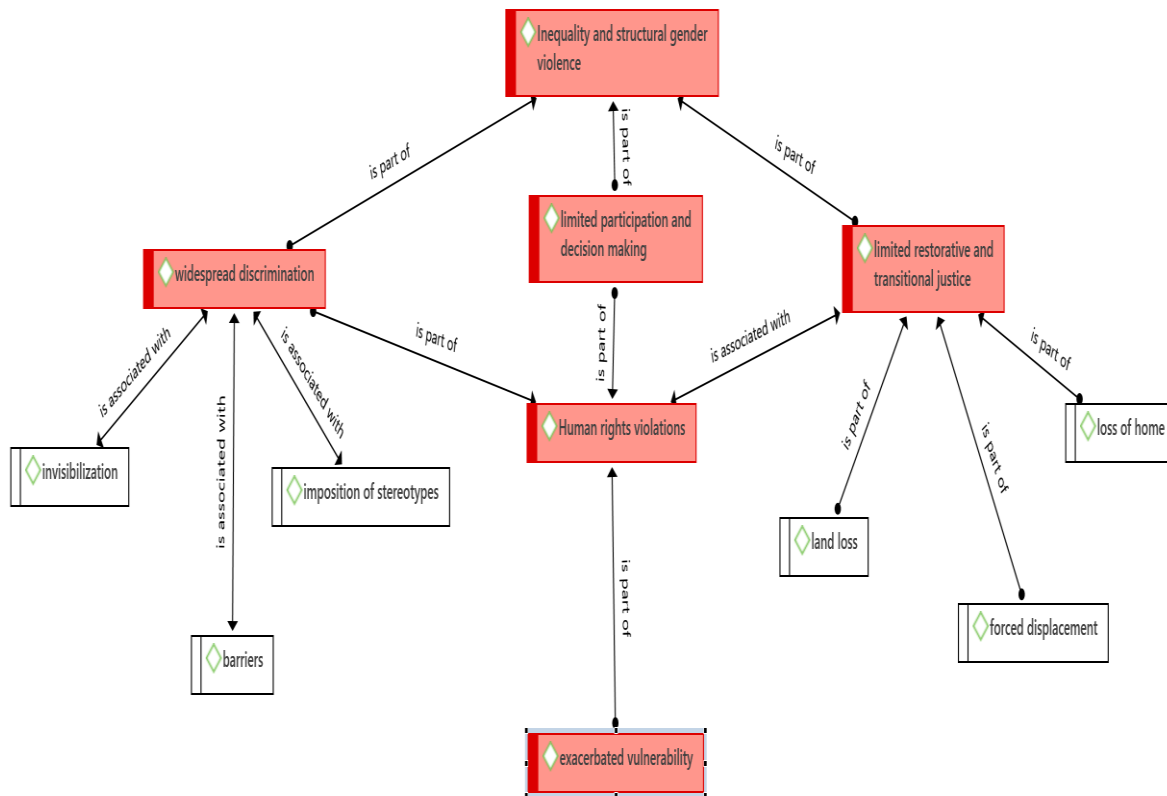 Inequality and structural gender
violence
is part of
is part of
is part of
limited participation and
decision making
widespread discrimination
limited restorative and
transitional justice
is associated with
is associated with
is associated with
is part of
is part of
is associated with
is part of
is part of
is part of
Human rights violations
loss of home
invisibilization
imposition of stereotypes
land loss
is part of
forced displacement
barriers
exacerbated vulnerability